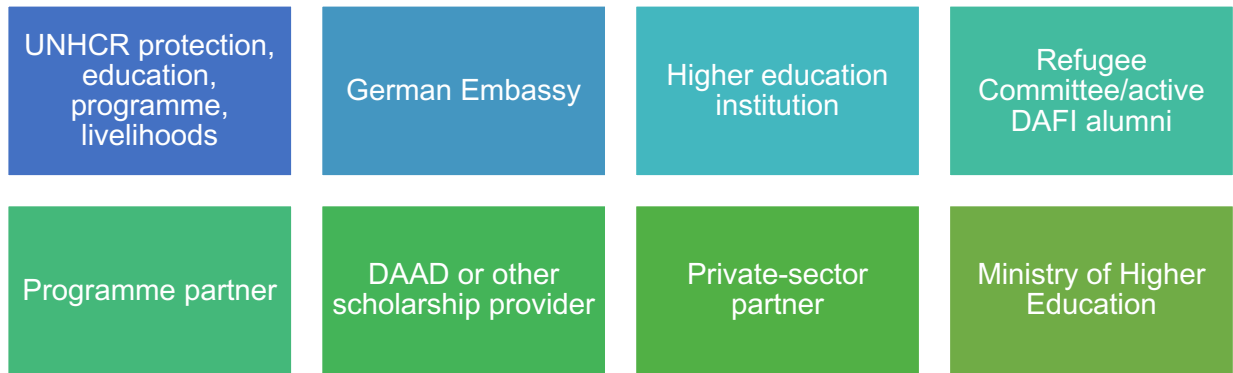 UNHCR protection,
education,
programme,
livelihoods
German Embassy
Higher education
institution
Refugee
Committee/active
DAFI alumni
Programme partner
DAAD or other
scholarship provider
Private-sector
partner
Ministry of Higher
Education